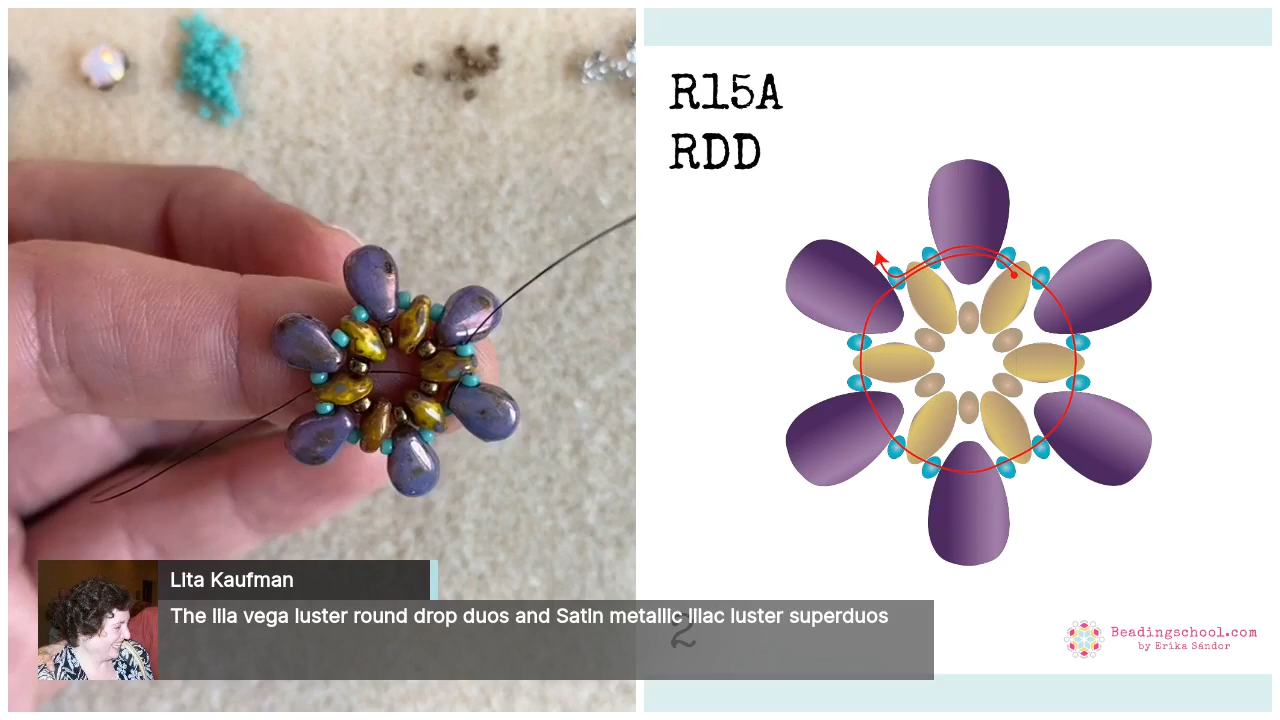 R15A
RDD
Lita Kaufman
The lila vega luster round drop duos and Satin metallic lilac luster superduos
2
Beadingschool.com
by Erika Sándor